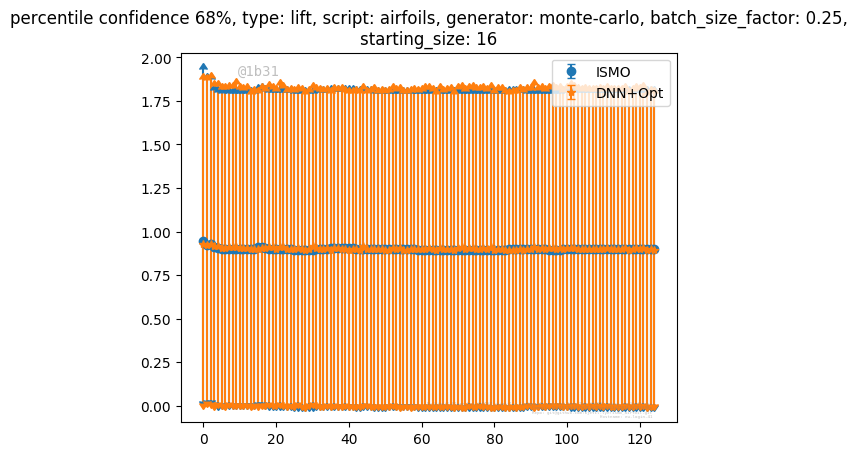 percentile confidence 68%, type: lift, script: airfoils, generator: monte-carlo, batch_size_factor: 0.25,
starting_size: 16
@1b31
ISMO
DNN+Opt
2.00
1.75
1.50
1.25
1.00
0.75
0.50
0.25
0.00
0 20 40 60 80 100 120